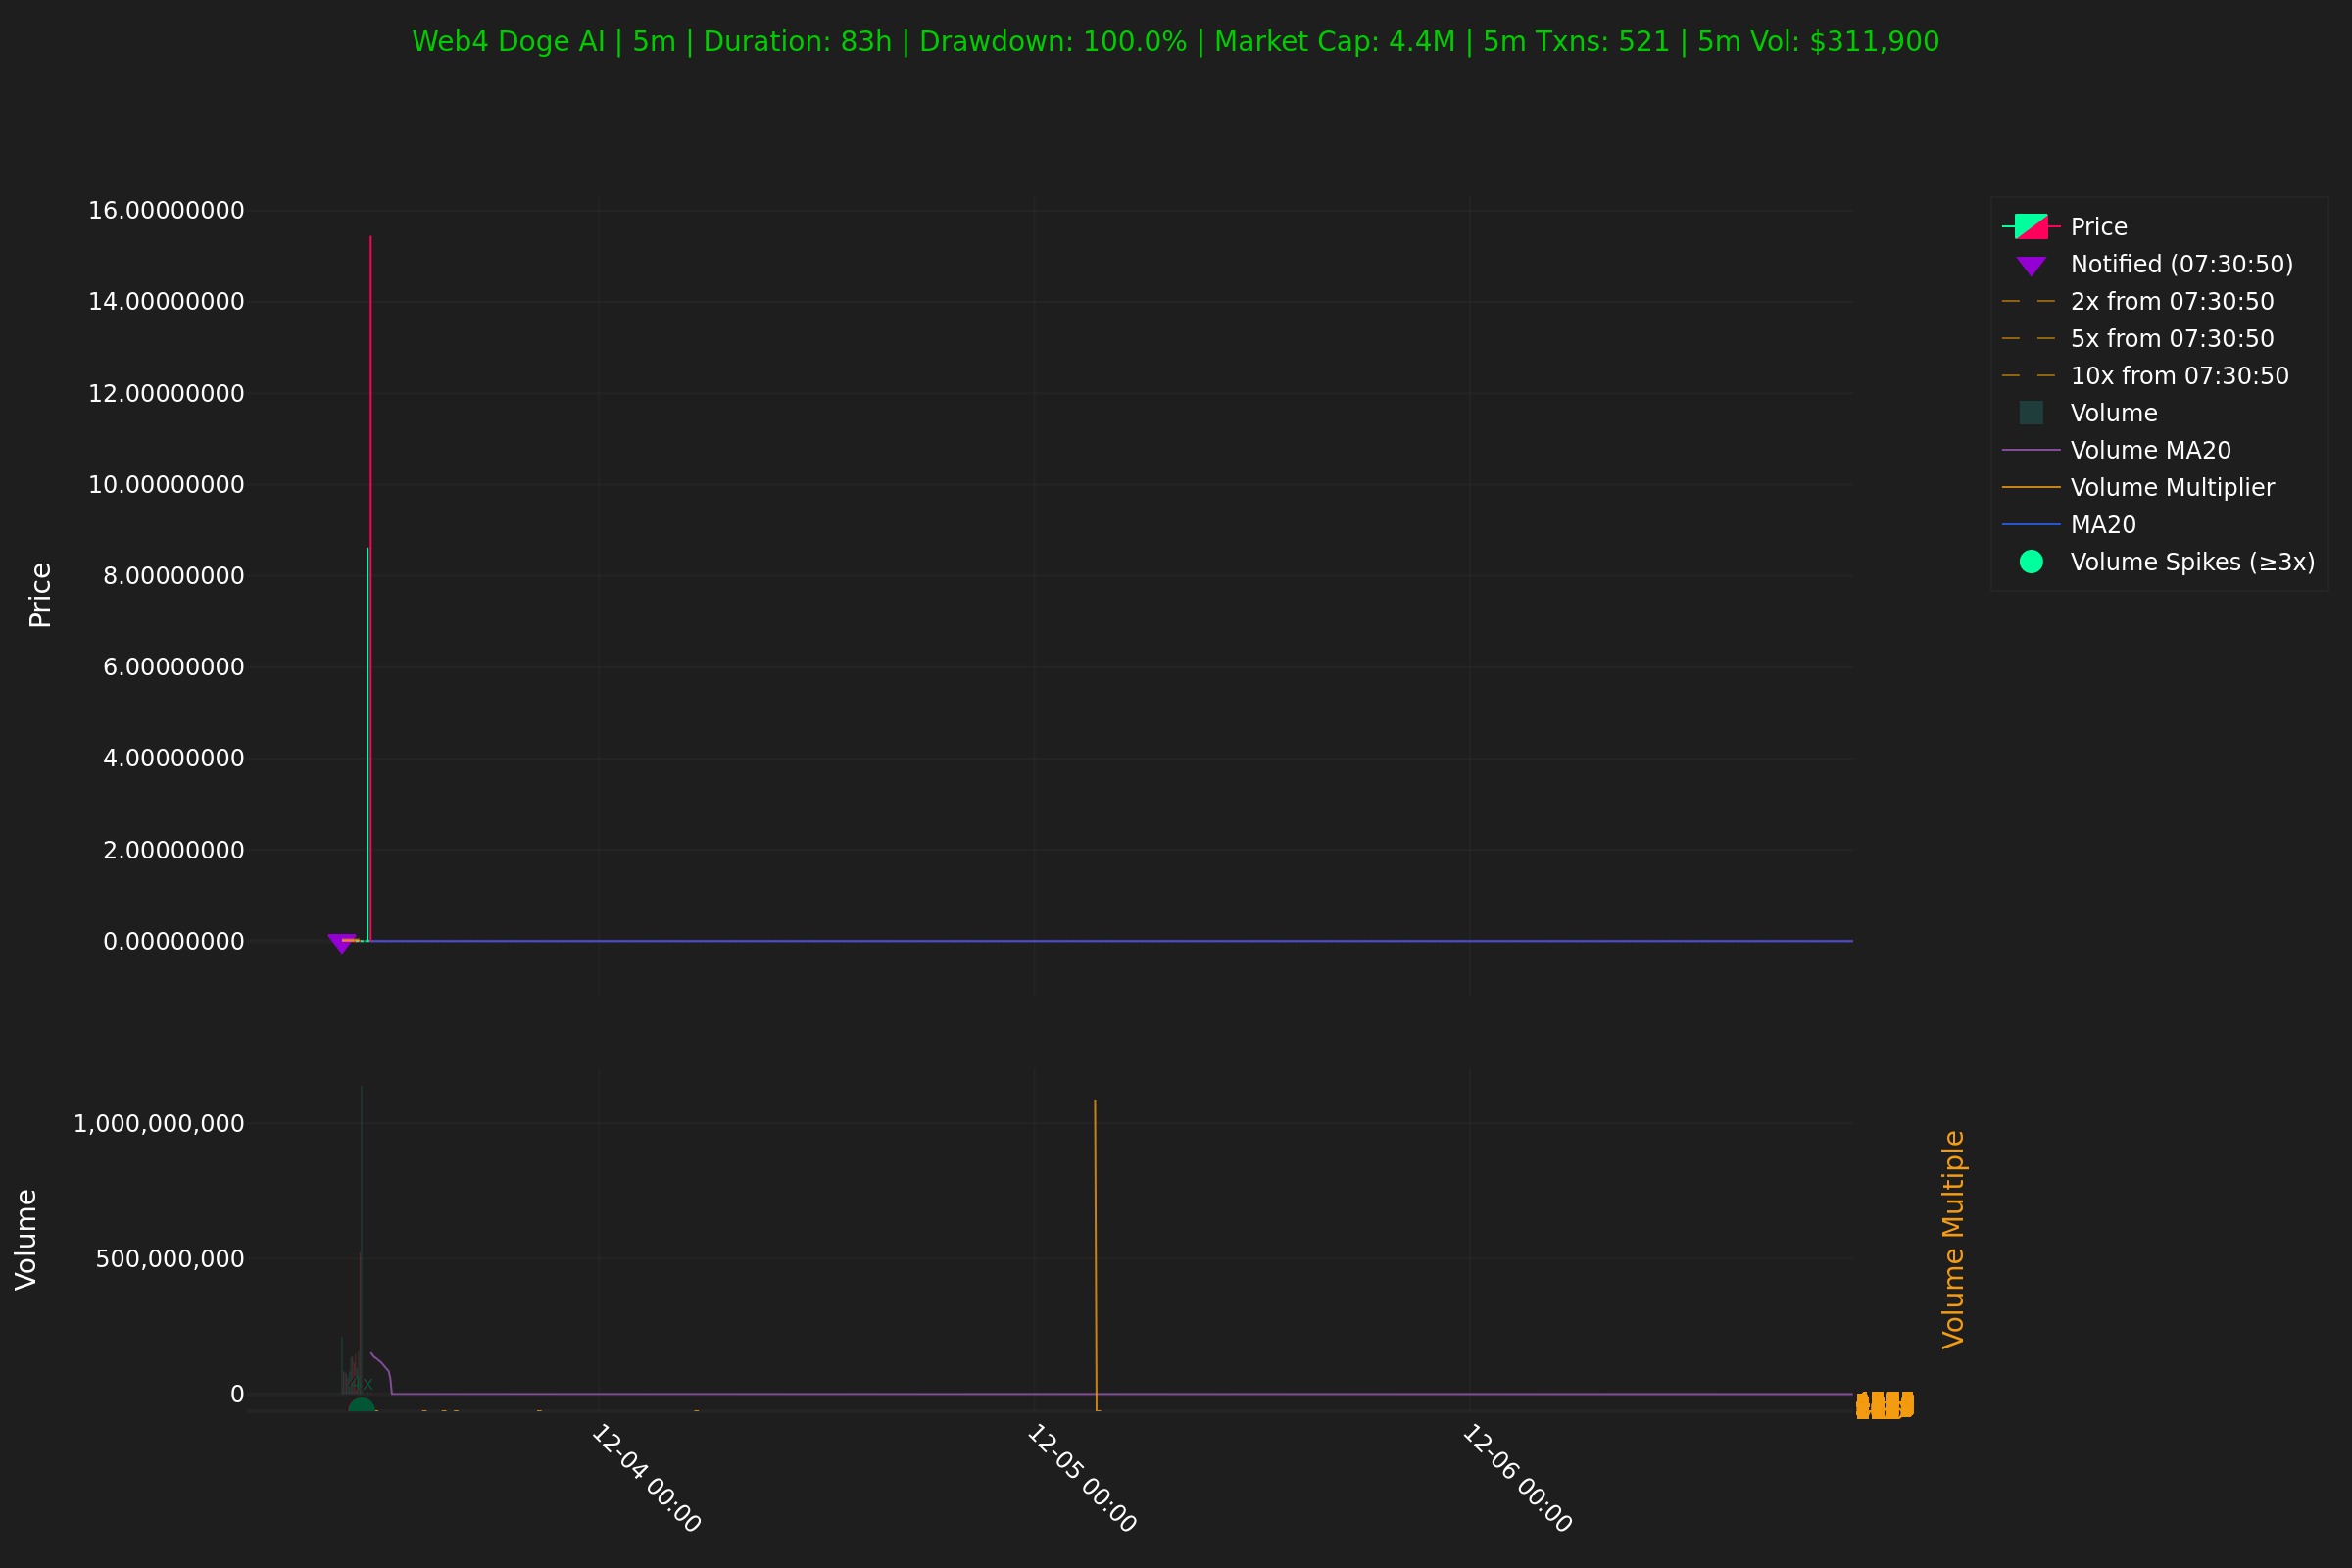 Web4 Doge AI | 5m | Duration: 83h | Drawdown: 100.0% | Market Cap: 4.4M | 5m Txns: 521 | 5m Vol: $311,900
Price
16.00000000
14.00000000
12.00000000
10.00000000
8.00000000
6.00000000
4.00000000
2.00000000
0.00000000
Price
Notified (07:30:50)
2x from 07:30:50
5x from 07:30:50
10x from 07:30:50
Volume
Volume MA20
Volume Multiplier
MA20
Volume Spikes (≥3x)
Volume
1,000,000,000
500,000,000
0
4x
Volume Multiple
12-04 00:00
12-05 00:00
12-06 00:00